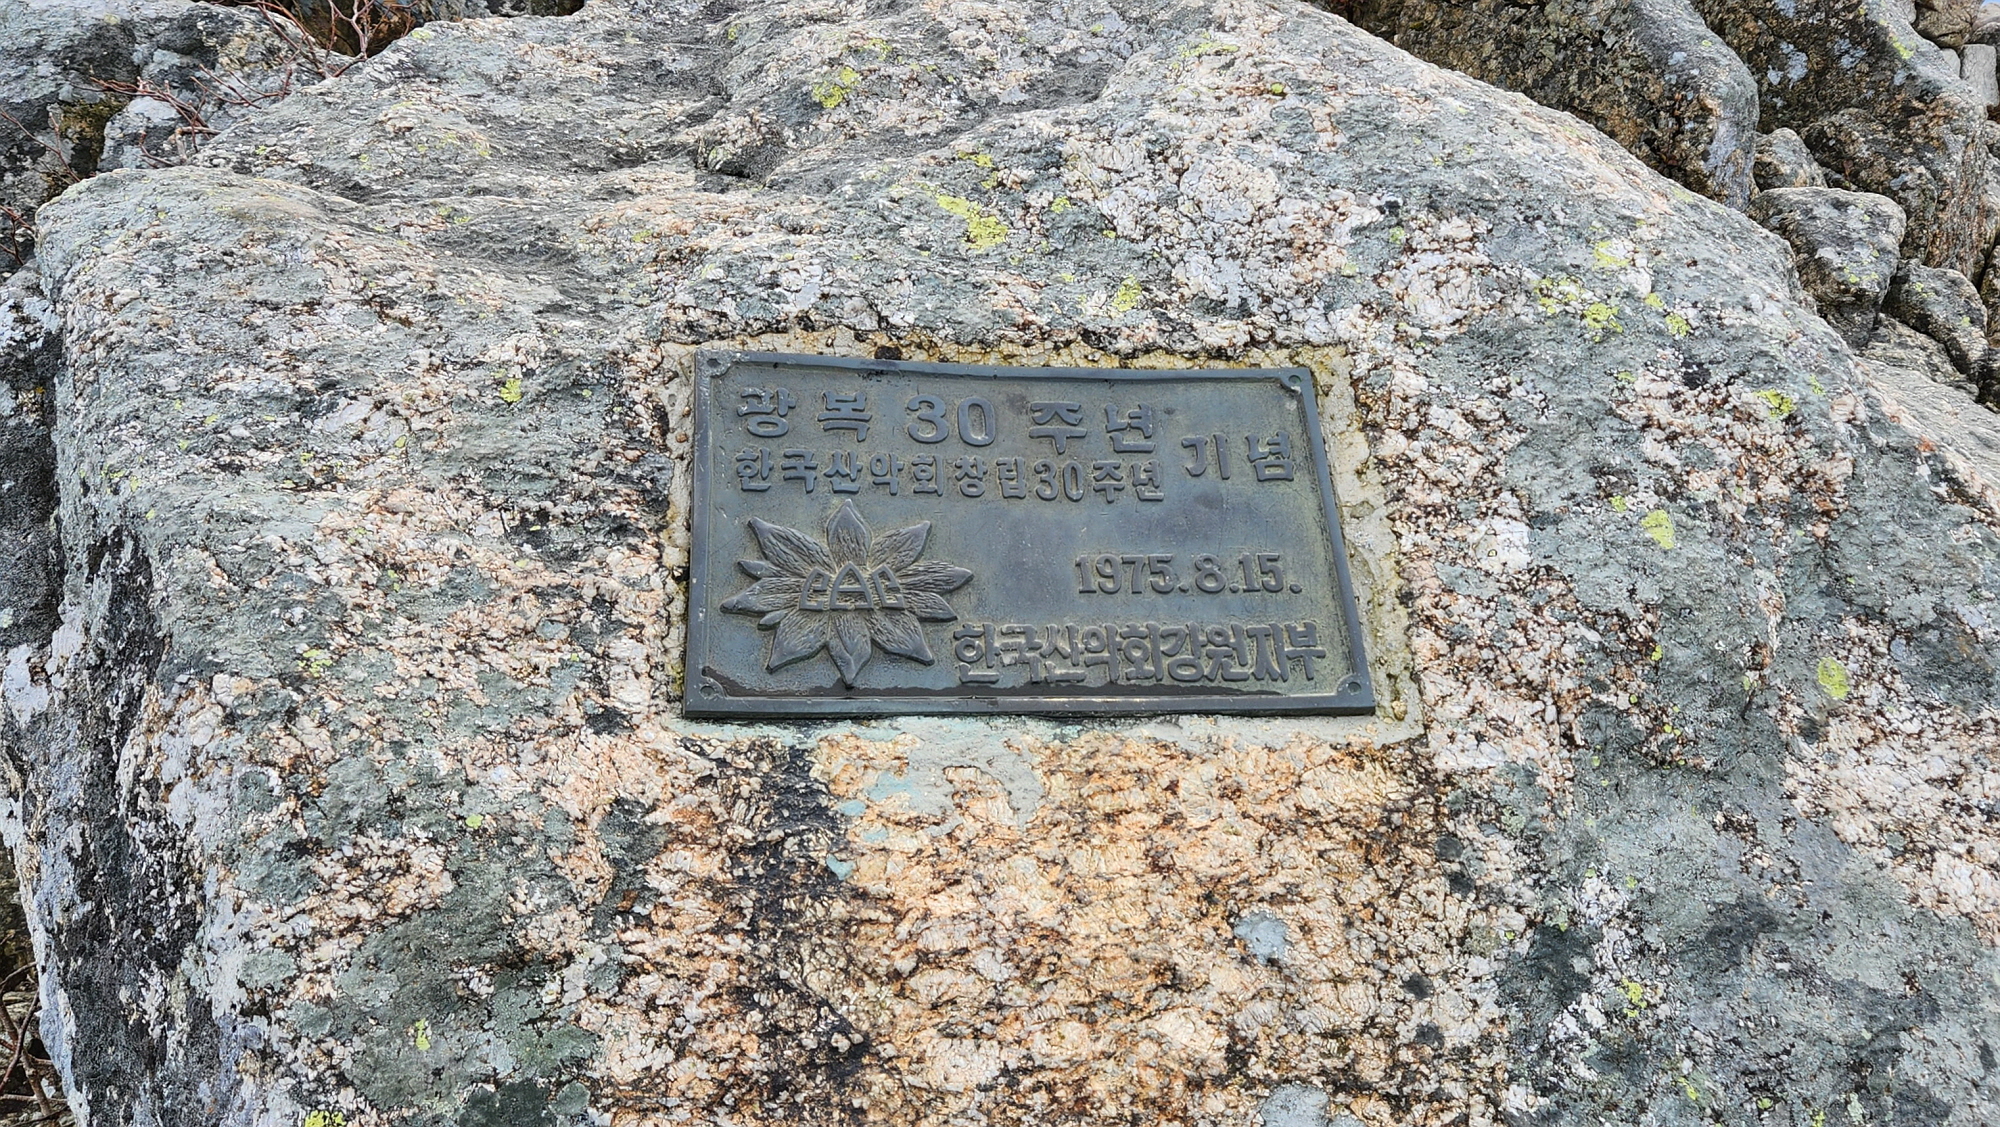 광복 30 주년
한국산악회창립30주년 기념
1975.8.15.
CAC
한국산악회강원지부